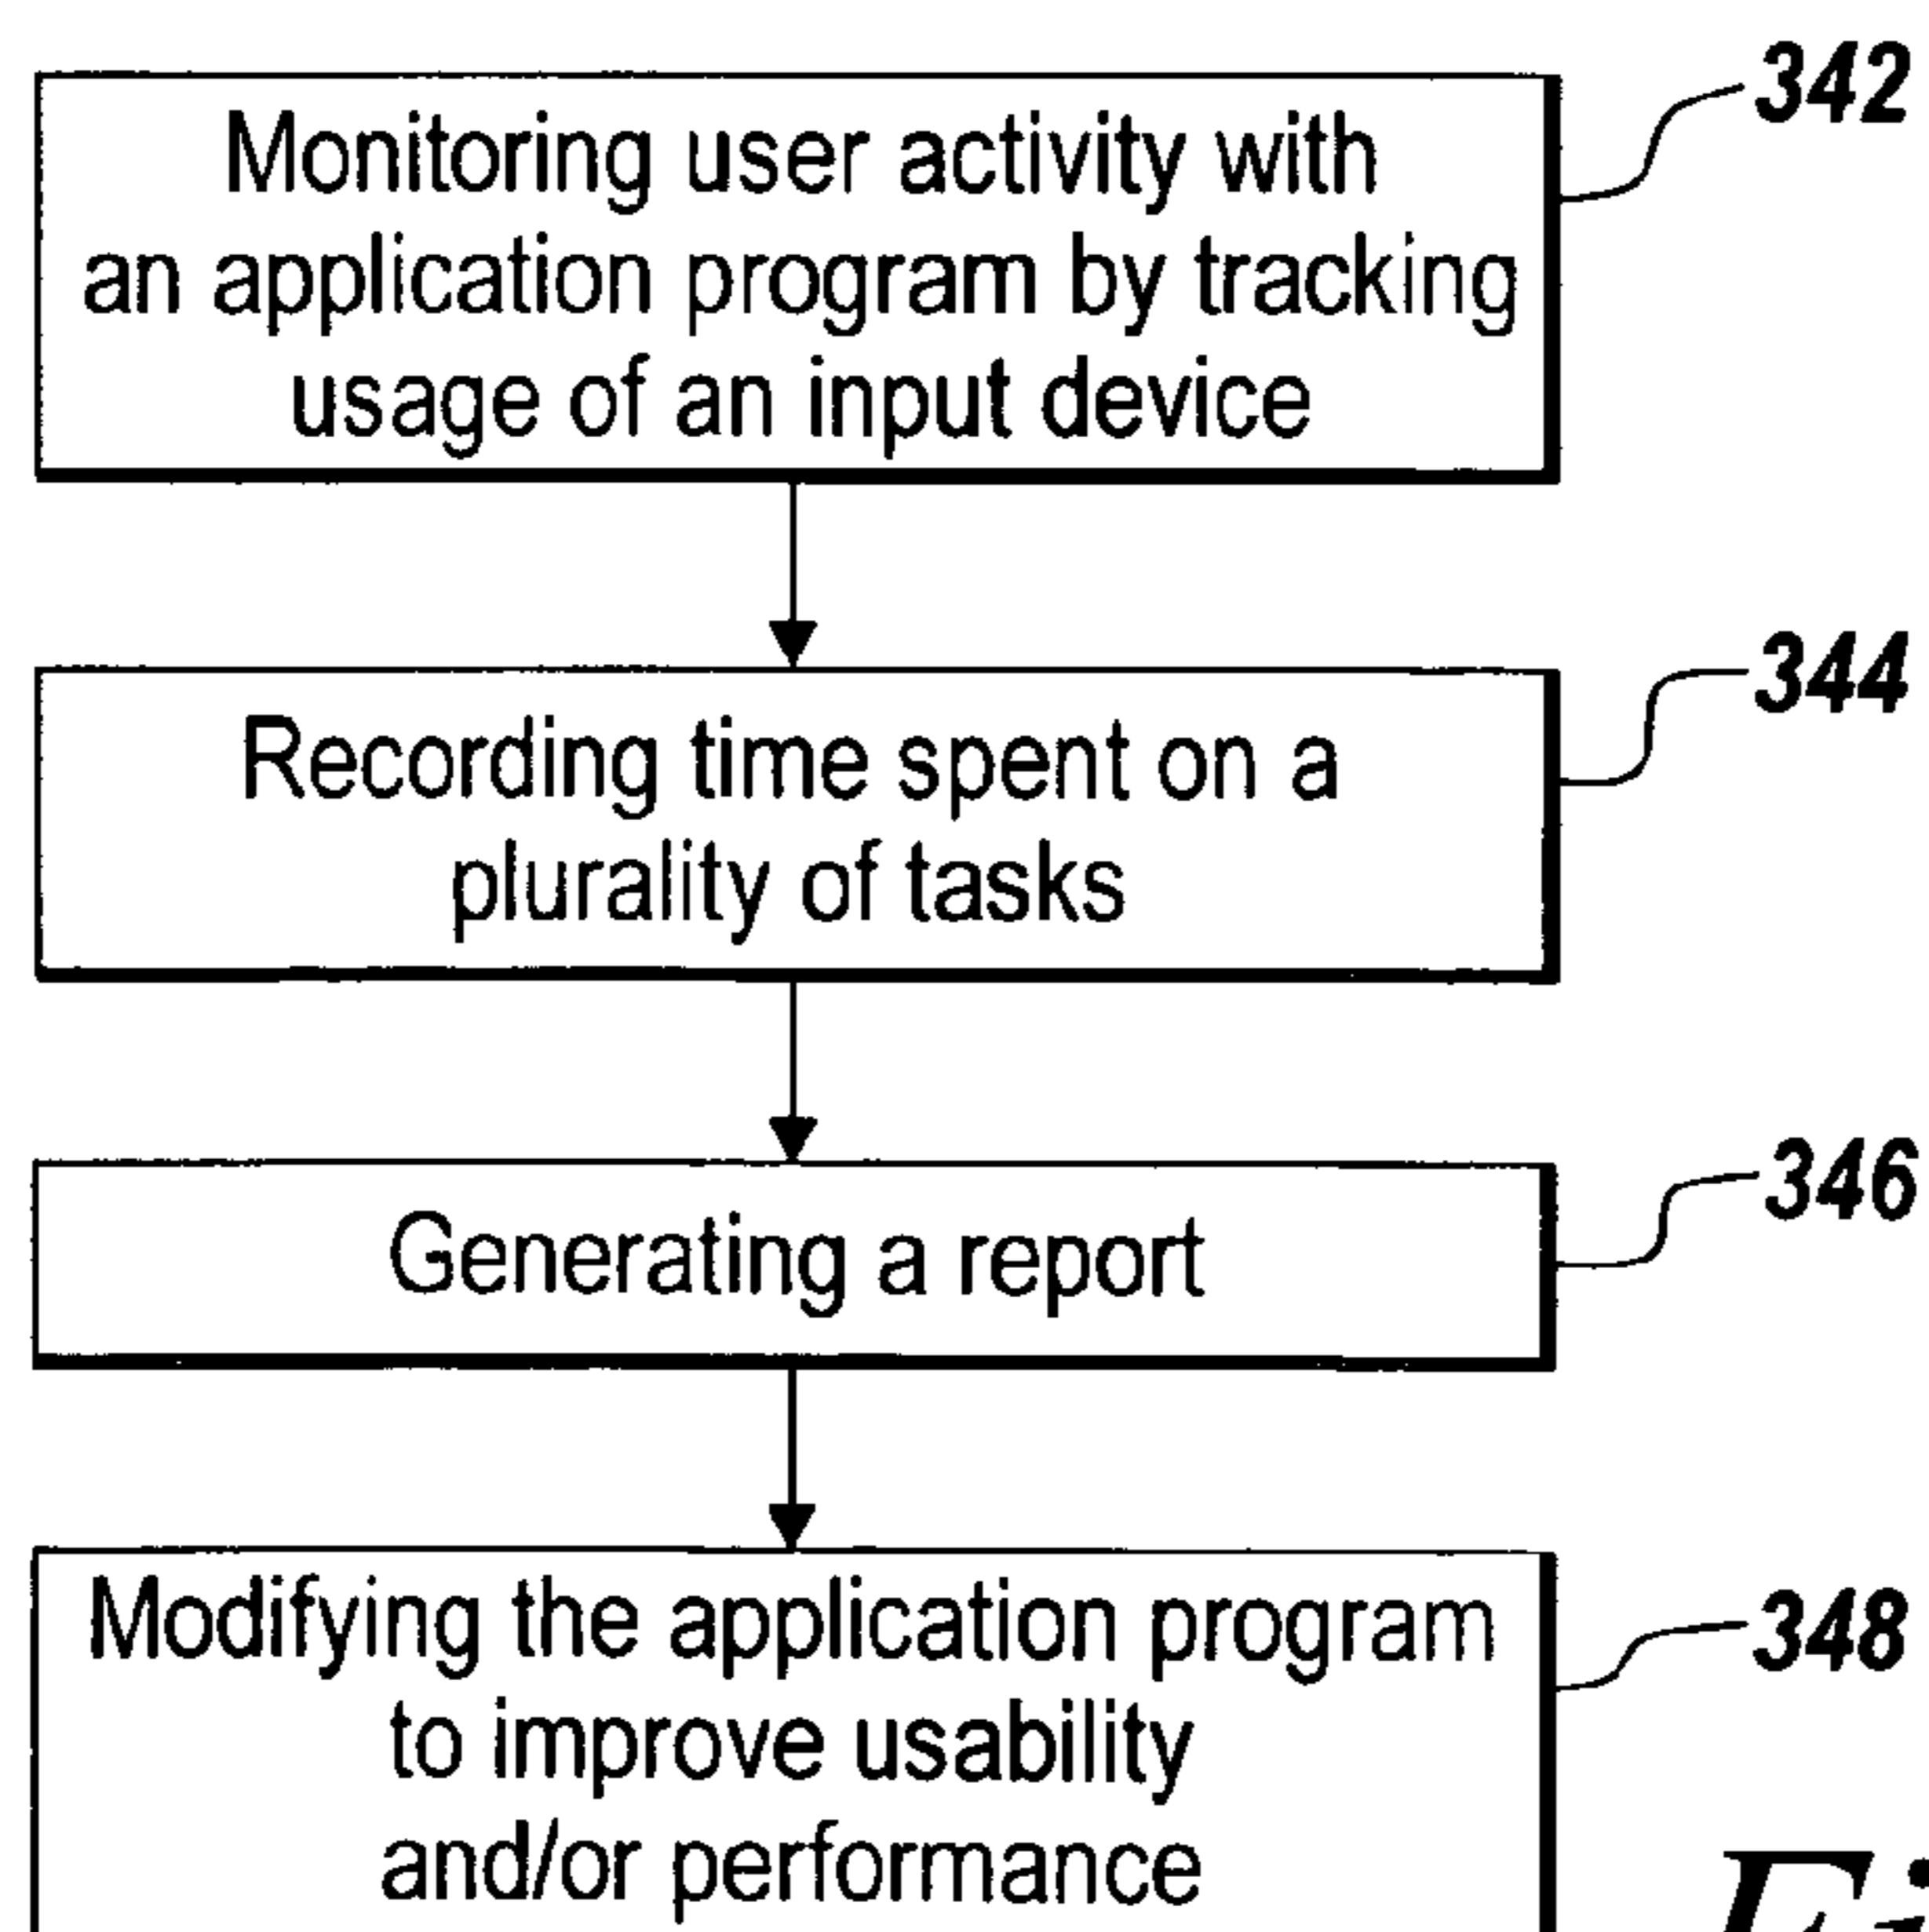 Monitoring user activity with
an application program by tracking
usage of an input device
342
Recording time spent on a
plurality of tasks
344
Generating a report
346
Modifying the application program
to improve usability
and/or performance
348